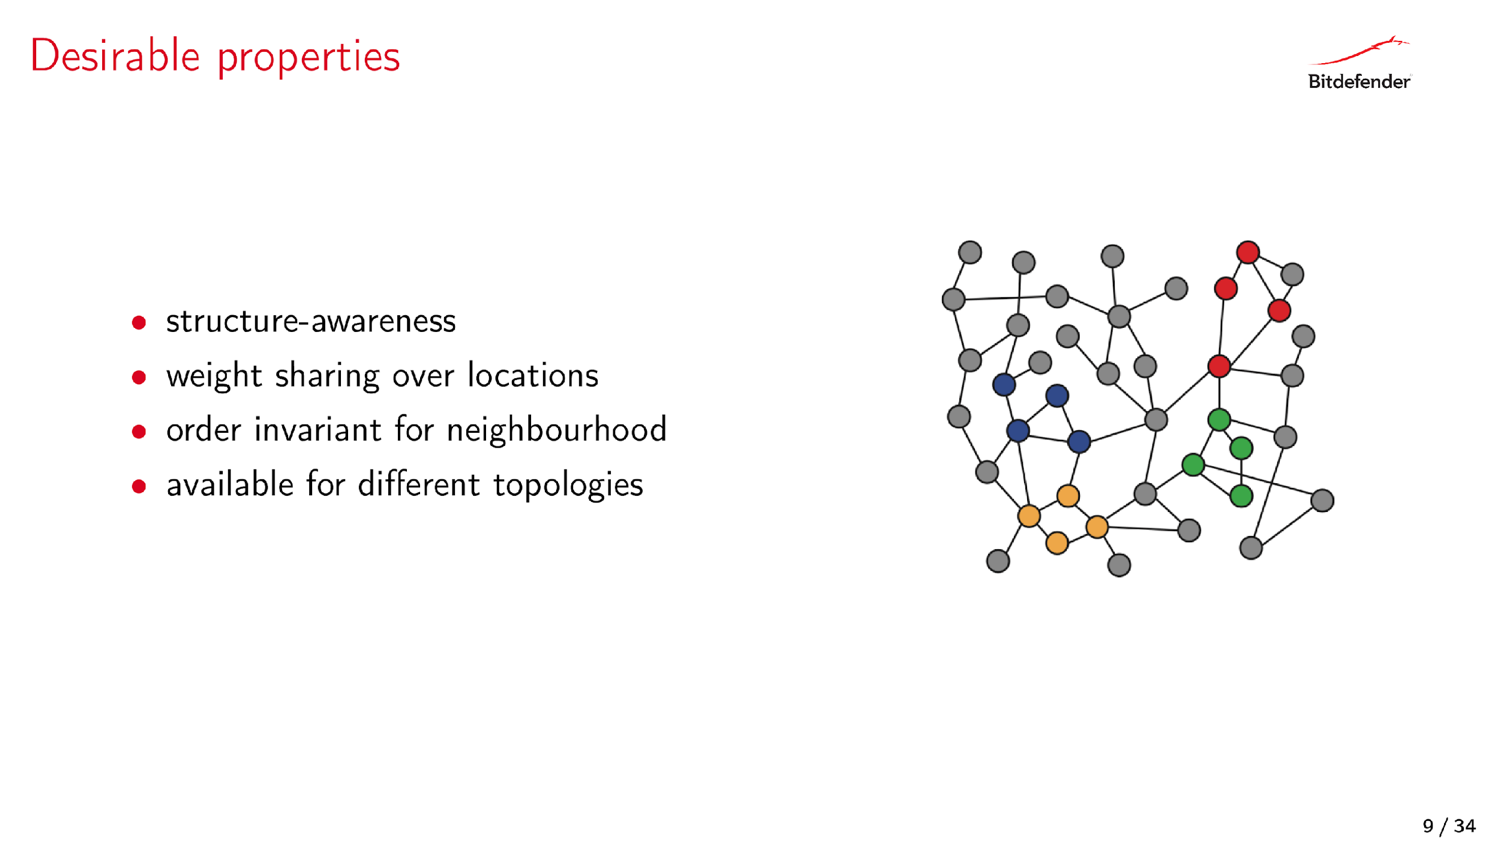 Desirable properties
Bitdefender
• structure-awareness
• weight sharing over locations
• order invariant for neighbourhood
• available for different topologies
9 / 34